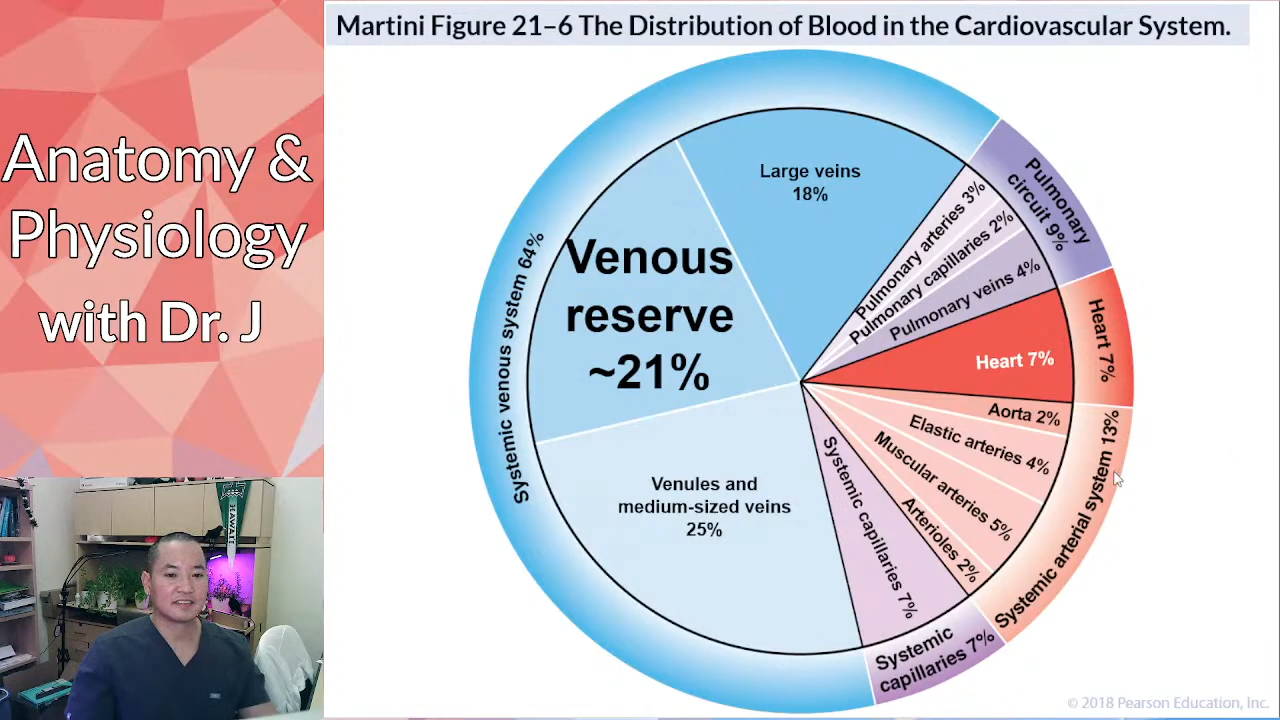 Martini Figure 21–6 The Distribution of Blood in the Cardiovascular System.
Anatomy &
Physiology
with Dr. J
Large veins
18%
Venous
reserve
~21%
Venules and
medium-sized veins
25%
Systemic venous system 64%
Pulmonary
circuit 9%
Pulmonary arteries 3%
Pulmonary capillaries 2%
Pulmonary veins 4%
Heart 7%
Heart 7%
Aorta 2%
Elastic arteries 4%
Muscular arteries 5%
Arterioles 2%
Systemic arterial system 13%
Systemic capillaries 7%
Systemic
capillaries 7%
HAWAII
© 2018 Pearson Education, Inc.